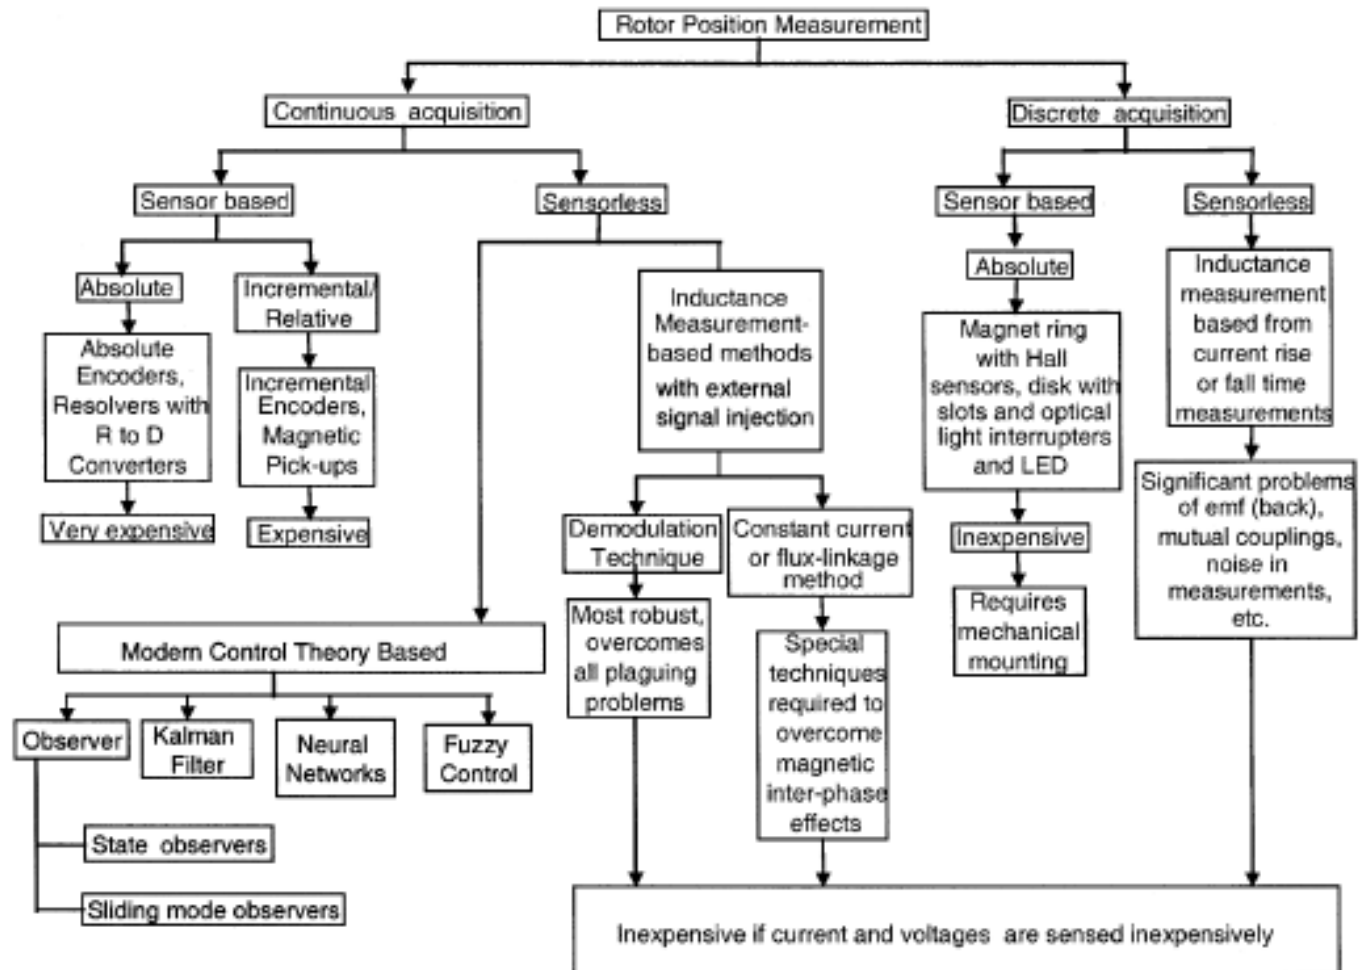 Rotor Position Measurement
Continuous acquisition
Discrete acquisition
Sensor based
Sensorless
Sensor based
Sensorless
Absolute
Incremental/
Relative
Absolute
Encoders,
Resolvers with
R to D
Converters
Incremental
Encoders,
Magnetic
Pick-ups
Very expensive
Expensive
Inductance
Measurement-
based methods
with external
signal injection
Demodulation
Technique
Constant current
or flux-linkage
method
Most robust,
overcomes
all plaguing
problems
Special
techniques
required to
overcome
magnetic
inter-phase
effects
Absolute
Magnet ring
with Hall
sensors, disk with
slots and optical
light interrupters
and LED
Inexpensive
Requires
mechanical
mounting
Inductance
measurement
based from
current rise
or fall time
measurements
Significant problems
of emf (back),
mutual couplings,
noise in
measurements,
etc.
Modern Control Theory Based
Observer
Kalman
Filter
Neural
Networks
Fuzzy
Control
State observers
Sliding mode observers
Inexpensive if current and voltages are sensed inexpensively